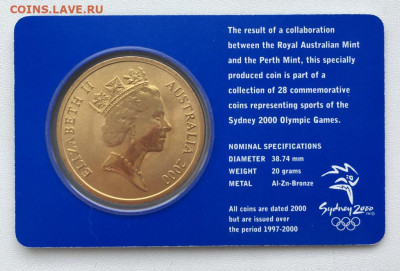 COINS.LAVE.RU
The result of a collaboration
between the Royal Australian Mint
and the Perth Mint, this specially
produced coin is part of a
collection of 28 commemorative
coins representing sports of the
Sydney 2000 Olympic Games.
ELIZABETH II AUSTRALIA 2000
NOMINAL SPECIFICATIONS
DIAMETER 38.74 mm
WEIGHT 20 grams
METAL Al-Zn-Bronze
All coins are dated 2000
but are issued over
the period 1997-2000
Sydney 2000